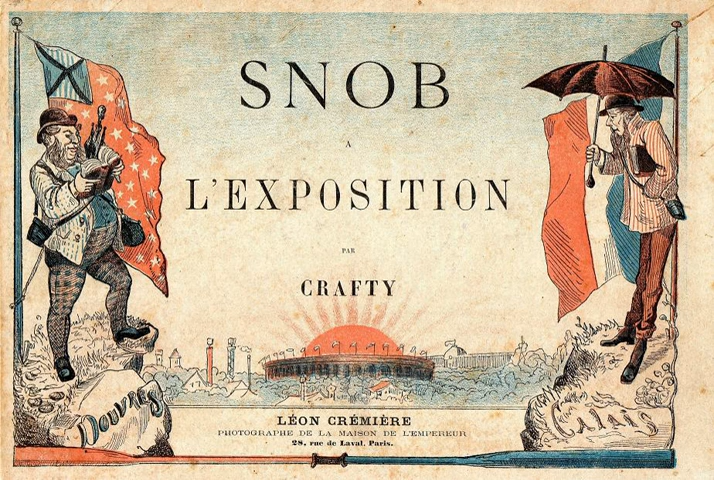 SNOB
A
L'EXPOSITION
PAR
CRAFTY
DOUVRES
Calais
LÉON CRÉMIÈRE
PHOTOGRAPHE DE LA MAISON DE L'EMPEREUR
28, rue de Laval, Paris.